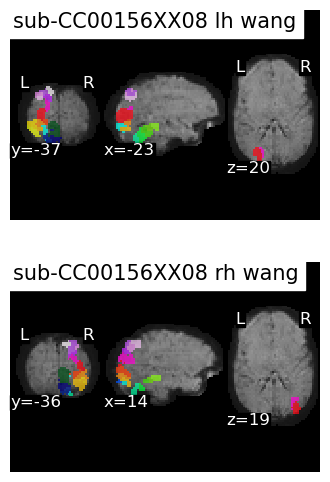 sub-CC00156XX08 lh wang
L R L R
y=-37 x=-23 z=20
sub-CC00156XX08 rh wang
L R L R
y=-36 x=14 z=19